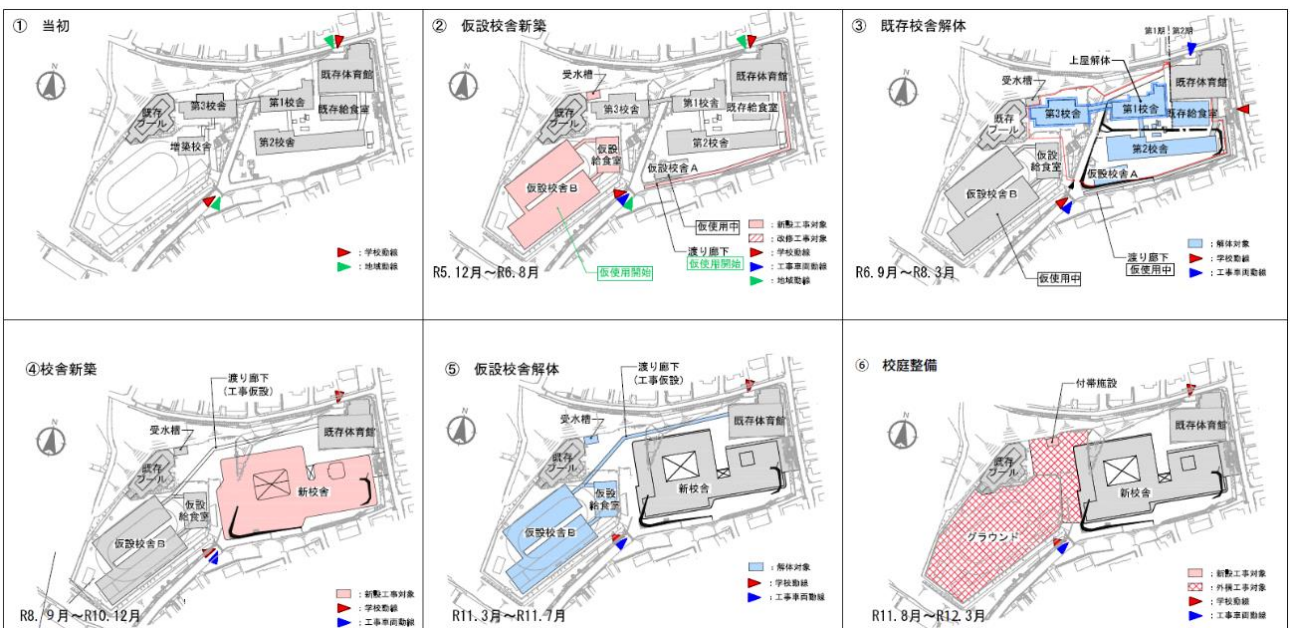 ① 当初
N
既存体育館
第1校舎
第3校舎
既存給食室
既存
プール
増築校舎
第2校舎
：学校動線
：地域動線
② 仮設校舎新築
N
受水槽
既存体育館
第1校舎
第3校舎
既存給食室
既存
プール
第2校舎
仮設
給食室
仮設校舎A
仮設校舎B
仮使用中
渡り廊下
仮使用開始
仮使用開始
：新設工事対象
：改修工事対象
：学校動線
：工事車両動線
：地域動線
R5.12月～R6.8月
③ 既存校舎解体
第1期 第2期
N
上屋解体
受水槽
既存体育館
第1校舎
第3校舎
既存給食室
既存
プール
第2校舎
仮設
給食室
仮設校舎A
仮設校舎B
渡り廊下
仮使用中
仮使用中
：解体対象
：学校動線
：工事車両動線
R6.9月～R8.3月
④校舎新築
渡り廊下
（工事仮設）
N
受水槽
既存体育館
既存
プール
新校舎
仮設
給食室
仮設校舎B
：新設工事対象
：学校動線
：工事車両動線
R8.9月～R10.12月
⑤ 仮設校舎解体
渡り廊下
（工事仮設）
N
受水槽
既存体育館
既存
プール
新校舎
仮設
給食室
仮設校舎B
：解体対象
：学校動線
：工事車両動線
R11.3月～R11.7月
⑥ 校庭整備
付帯施設
N
既存体育館
既存
プール
新校舎
グラウンド
：新設工事対象
：外構工事対象
：学校動線
：工事車両動線
R11.8月～R12.3月